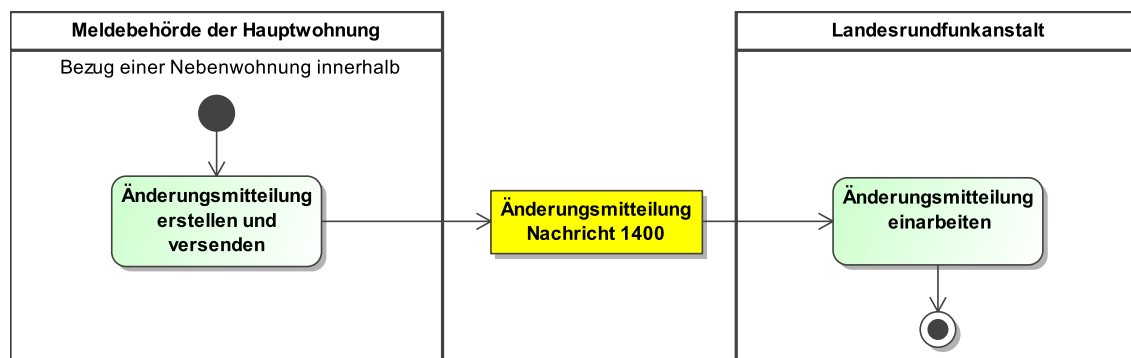 Meldebehörde der Hauptwohnung
Landesrundfunkanstalt
Bezug einer Nebenwohnung innerhalb
Änderungsmitteilung
erstellen und
versenden
Änderungsmitteilung
Nachricht 1400
Änderungsmitteilung
einarbeiten